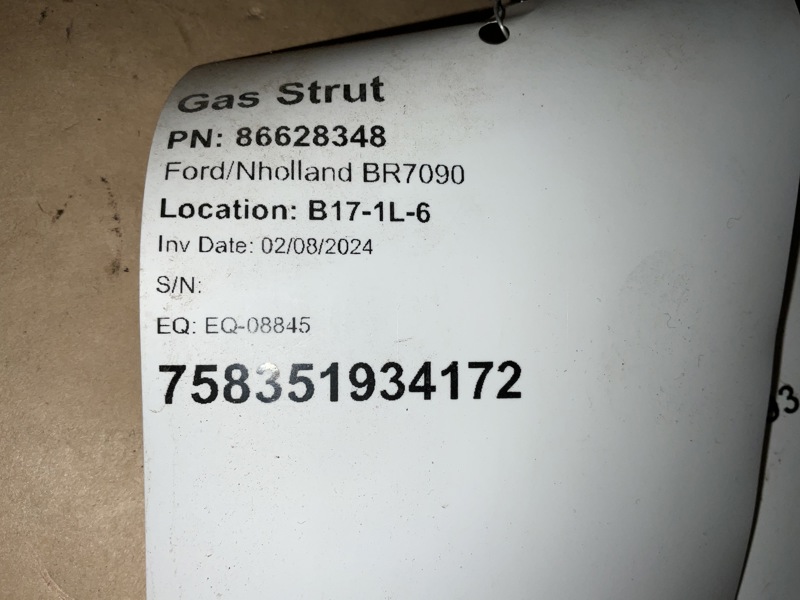 Gas Strut
PN: 86628348
Ford/Nholland BR7090
Location: B17-1L-6
Inv Date: 02/08/2024
S/N:
EQ: EQ-08845
758351934172